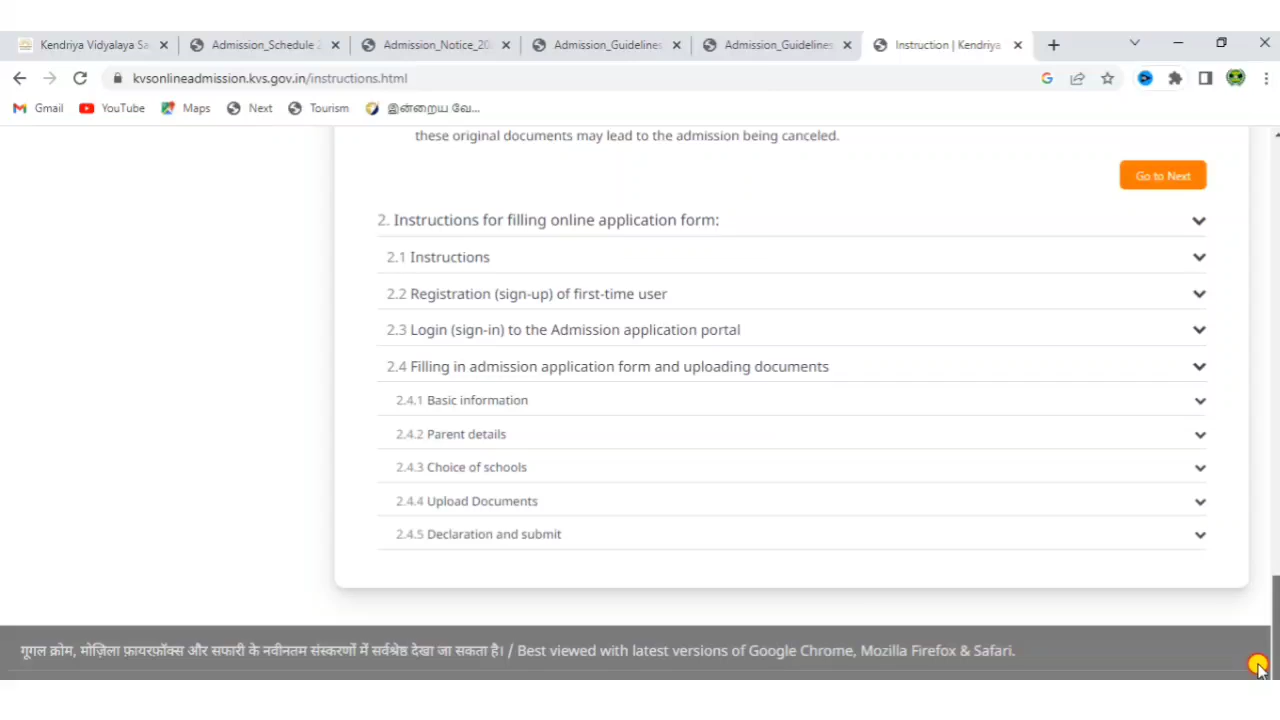 Kendriya Vidyalaya Sa
Admission_Schedule 2
Admission_Notice_20
Admission_Guidelines
Admission_Guidelines
Instruction | Kendriya
kvsonlineadmission.kvs.gov.in/instructions.html
Gmail
YouTube
Maps
Next
Tourism
இன்றைய வே...
these original documents may lead to the admission being canceled.
Go to Next
2. Instructions for filling online application form:
2.1 Instructions
2.2 Registration (sign-up) of first-time user
2.3 Login (sign-in) to the Admission application portal
2.4 Filling in admission application form and uploading documents
2.4.1 Basic information
2.4.2 Parent details
2.4.3 Choice of schools
2.4.4 Upload Documents
2.4.5 Declaration and submit
गूगल क्रोम, मोज़िला फ़ायरफ़ॉक्स और सफारी के नवीनतम संस्करणों में सर्वश्रेष्ठ देखा जा सकता है। / Best viewed with latest versions of Google Chrome, Mozilla Firefox & Safari.